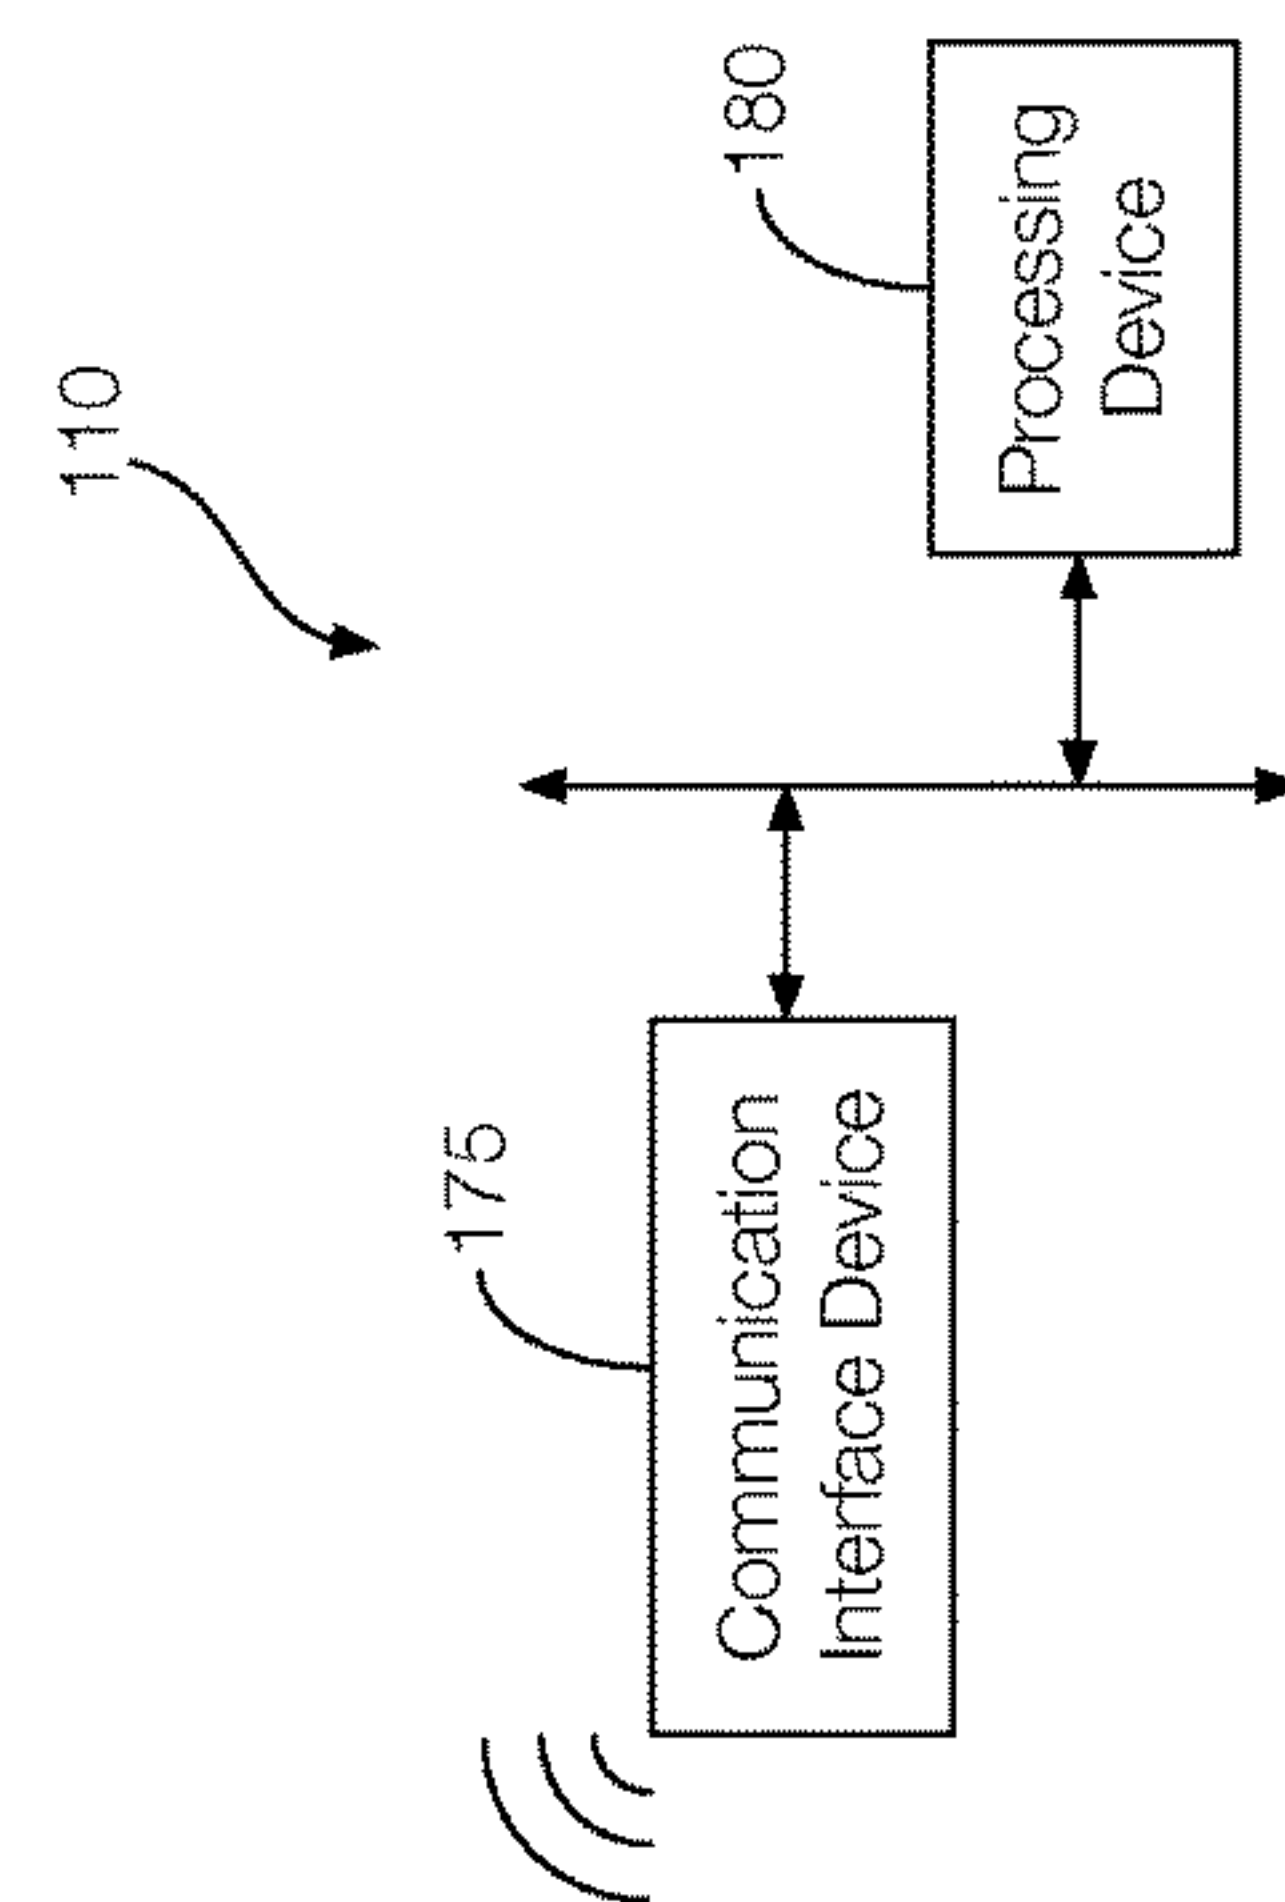 110
180
Processing
Device
175
Communication
Interface Device